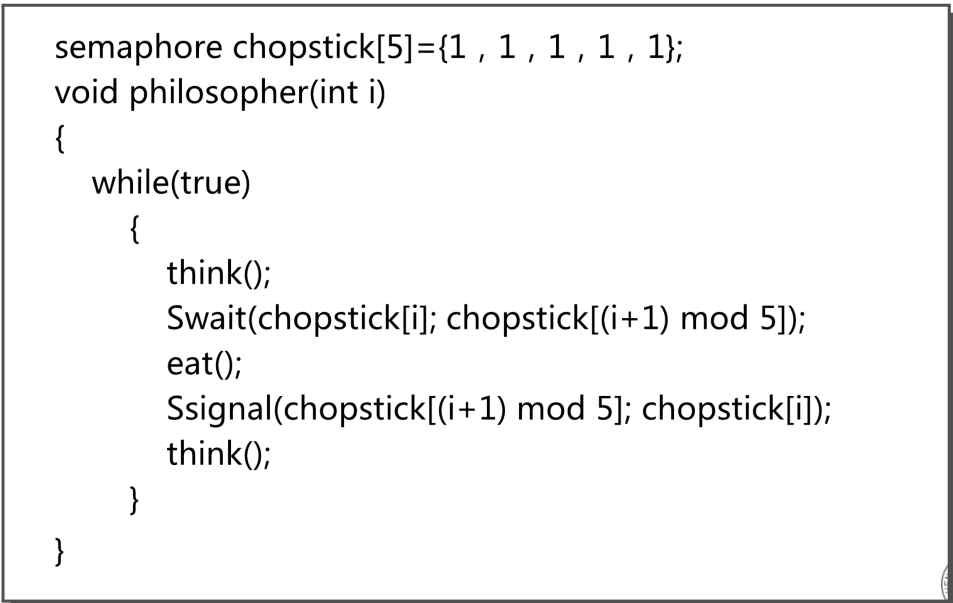 semaphore chopstick[5]={1 , 1 , 1 , 1 , 1};
void philosopher(int i)
{
while(true)
{
think();
Swait(chopstick[i]; chopstick[(i+1) mod 5]);
eat();
Ssignal(chopstick[(i+1) mod 5]; chopstick[i]);
think();
}
}